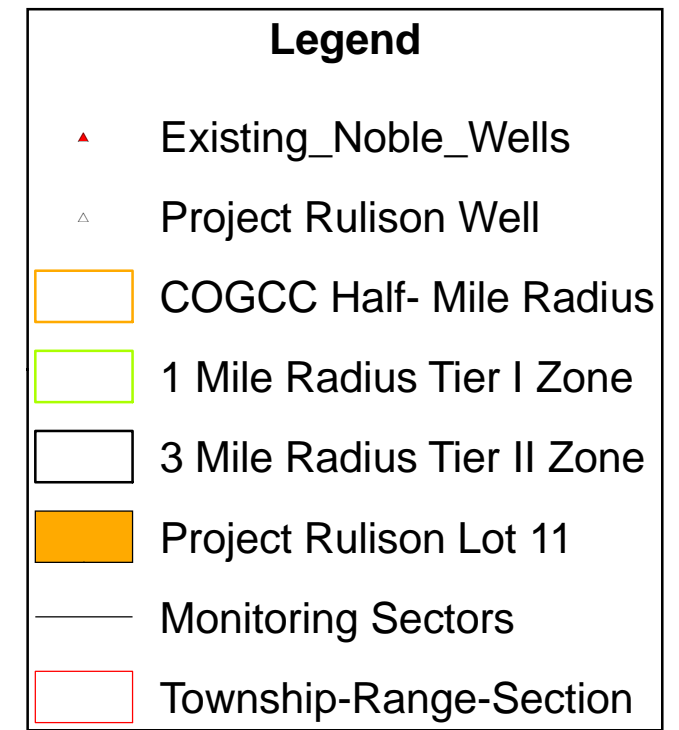 Legend
Existing_Noble_Wells
Project Rulison Well
COGCC Half- Mile Radius
1 Mile Radius Tier I Zone
3 Mile Radius Tier II Zone
Project Rulison Lot 11
Monitoring Sectors
Township-Range-Section